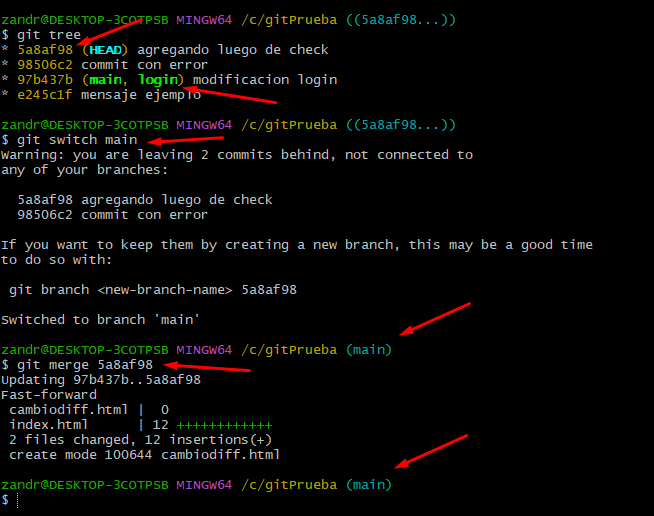 zandr@DESKTOP-3COTPSB MINGW64 /c/gitPrueba ((5a8af98...))
$ git tree
* 5a8af98 (HEAD) agregando luego de check
* 98506c2 commit con error
* 97b437b (main, login) modificacion login
* e245c1f mensaje ejemplo

zandr@DESKTOP-3COTPSB MINGW64 /c/gitPrueba ((5a8af98...))
$ git switch main
Warning: you are leaving 2 commits behind, not connected to
any of your branches:

  5a8af98 agregando luego de check
  98506c2 commit con error

If you want to keep them by creating a new branch, this may be a good time
to do so with:

 git branch <new-branch-name> 5a8af98

Switched to branch 'main'

zandr@DESKTOP-3COTPSB MINGW64 /c/gitPrueba (main)
$ git merge 5a8af98
Updating 97b437b..5a8af98
Fast-forward
 cambiodiff.html |  0
 index.html      | 12 ++++++++++++
 2 files changed, 12 insertions(+)
 create mode 100644 cambiodiff.html

zandr@DESKTOP-3COTPSB MINGW64 /c/gitPrueba (main)
$